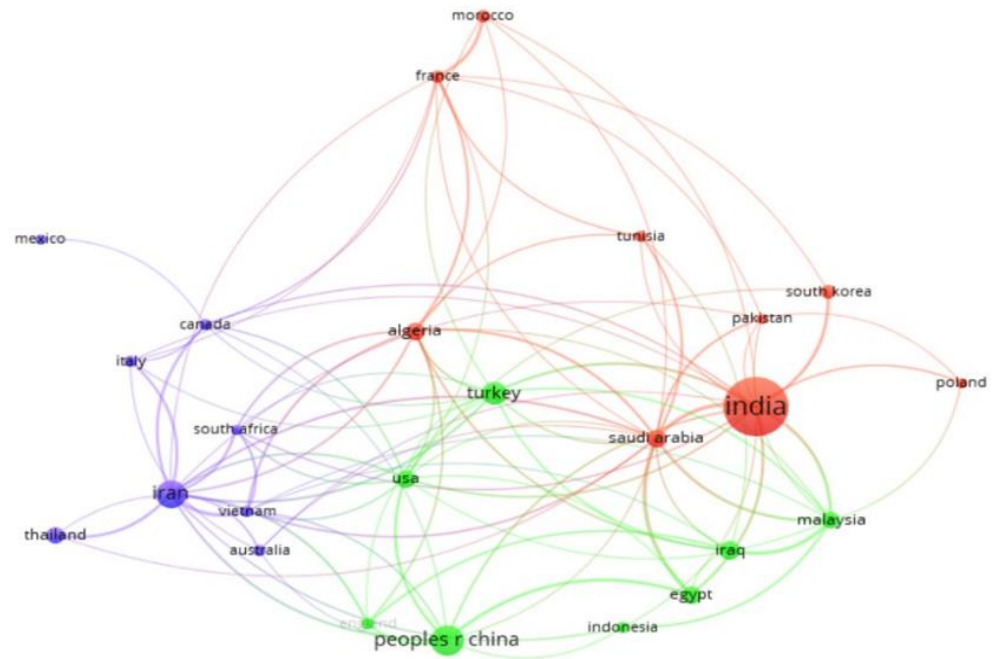 morocco
france
tunisia
mexico
south korea
pakistan
canada
algeria
italy
poland
turkey
india
south africa
saudi arabia
usa
iran
vietnam
malaysia
thailand
australia
iraq
egypt
england
indonesia
peoples r china